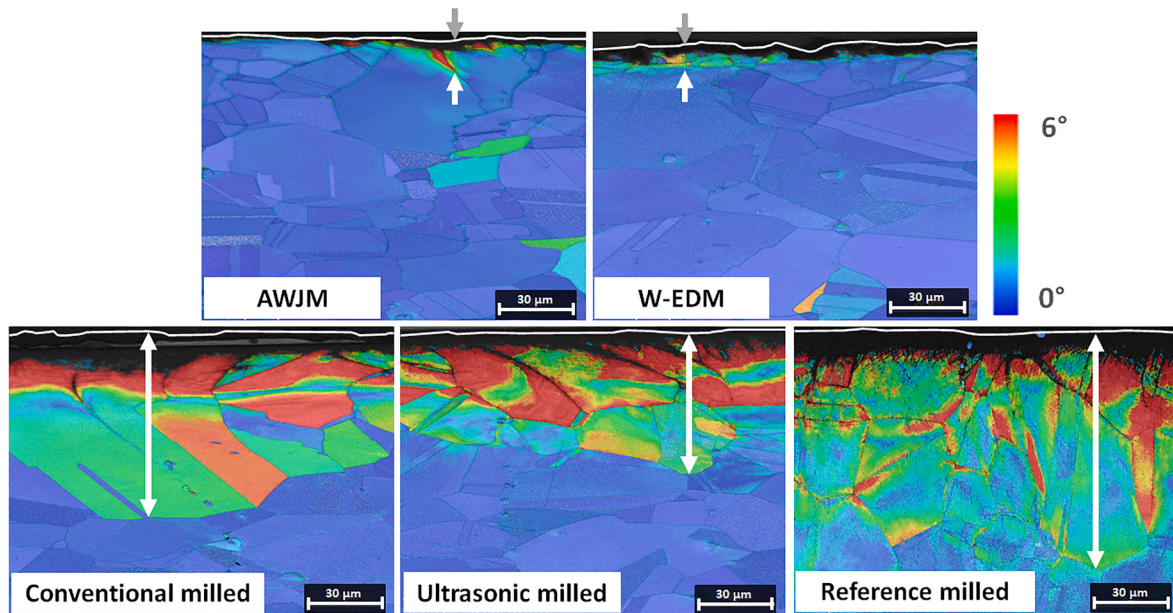 6°
0°
30 µm
AWJM
30 µm
W-EDM
30 µm
Conventional milled
30 µm
Ultrasonic milled
30 µm
Reference milled